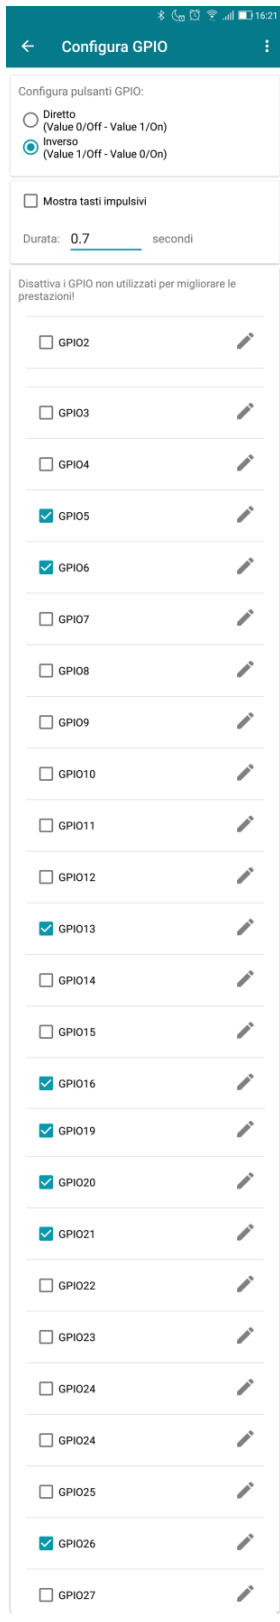 16:21
Configura GPIO
Configura pulsanti GPIO:
Diretto
(Value 0/Off - Value 1/On)
Inverso
(Value 1/Off - Value 0/On)
Mostra tasti impulsivi
Durata: 0.7 secondi
Disattiva i GPIO non utilizzati per migliorare le
prestazioni!
GPIO2
GPIO3
GPIO4
GPIO5
GPIO6
GPIO7
GPIO8
GPIO9
GPIO10
GPIO11
GPIO12
GPIO13
GPIO14
GPIO15
GPIO16
GPIO19
GPIO20
GPIO21
GPIO22
GPIO23
GPIO24
GPIO24
GPIO25
GPIO26
GPIO27